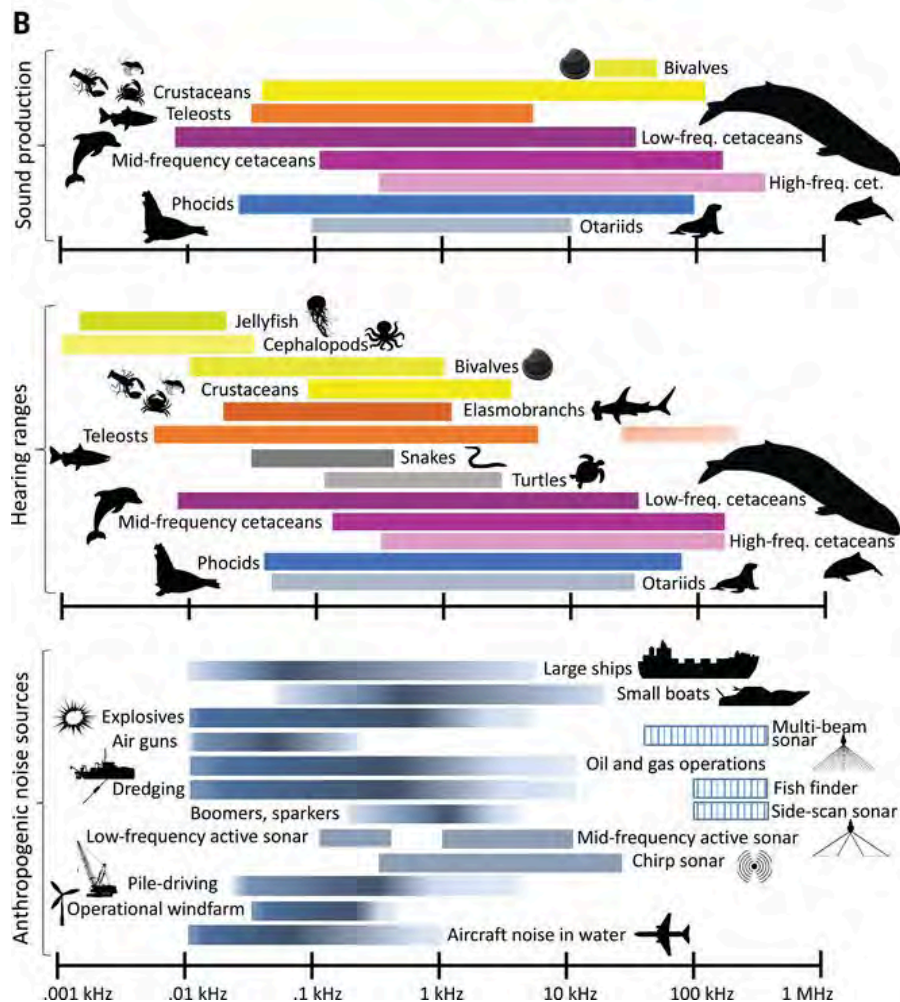 B
Sound production
Bivalves
Crustaceans
Teleosts
Low-freq. cetaceans
Mid-frequency cetaceans
High-freq. cet.
Phocids
Otariids
Hearing ranges
Jellyfish
Cephalopods
Bivalves
Crustaceans
Elasmobranchs
Teleosts
Snakes
Turtles
Low-freq. cetaceans
Mid-frequency cetaceans
High-freq. cetaceans
Phocids
Otariids
Anthropogenic noise sources
Large ships
Small boats
Explosives
Multi-beam
sonar
Air guns
Oil and gas operations
Dredging
Fish finder
Boomers, sparkers
Side-scan sonar
Low-frequency active sonar
Mid-frequency active sonar
Chirp sonar
Pile-driving
Operational windfarm
Aircraft noise in water
.001 kHz .01 kHz .1 kHz 1 kHz 10 kHz 100 kHz 1 MHz